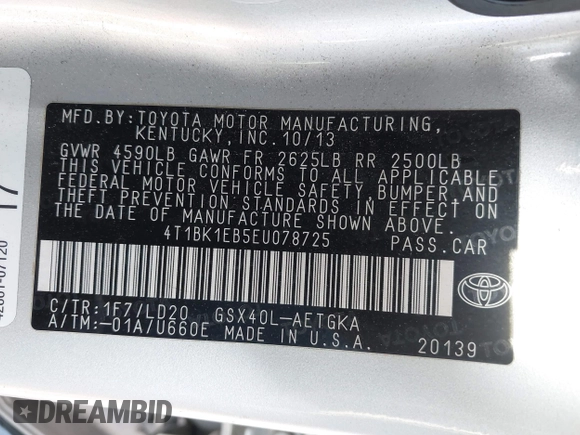 MFD.BY:TOYOTA MOTOR MANUFACTURING,
KENTUCKY, INC. 10/13
GVWR 4590LB GAWR FR 2625LB RR 2500LB
THIS VEHICLE CONFORMS TO ALL APPLICABLE
FEDERAL MOTOR VEHICLE SAFETY BUMPER,AND
THEFT PREVENTION STANDARDS IN EFFECT ON
THE DATE OF MANUFACTURE SHOWN ABOVE.
4T1BK1EB5EU078725 PASS.CAR
C/TR:1F7/LD20 GSX40L-AETGKA
A/TM:-01A/U660E MADE IN U.S.A.
20139
TOYOTA
DREAMBID